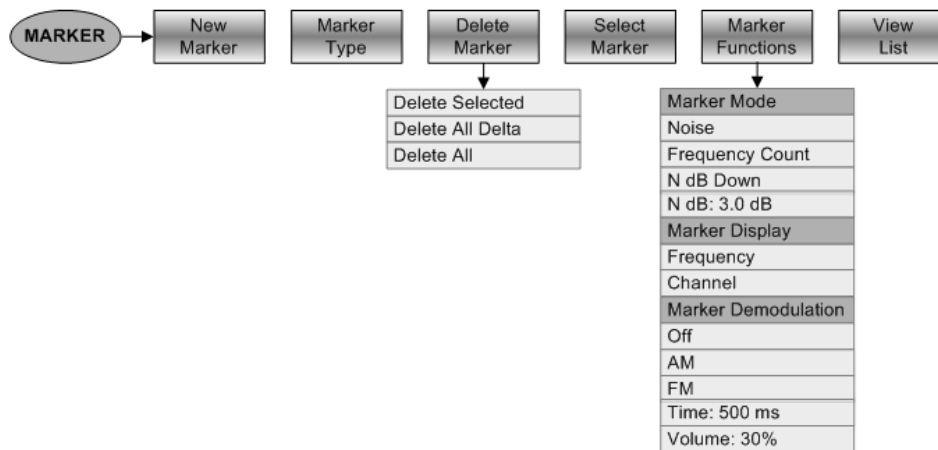 MARKER
New
Marker
Marker
Type
Delete
Marker
Select
Marker
Marker
Functions
View
List
Delete Selected
Delete All Delta
Delete All
Marker Mode
Noise
Frequency Count
N dB Down
N dB: 3.0 dB
Marker Display
Frequency
Channel
Marker Demodulation
Off
AM
FM
Time: 500 ms
Volume: 30%